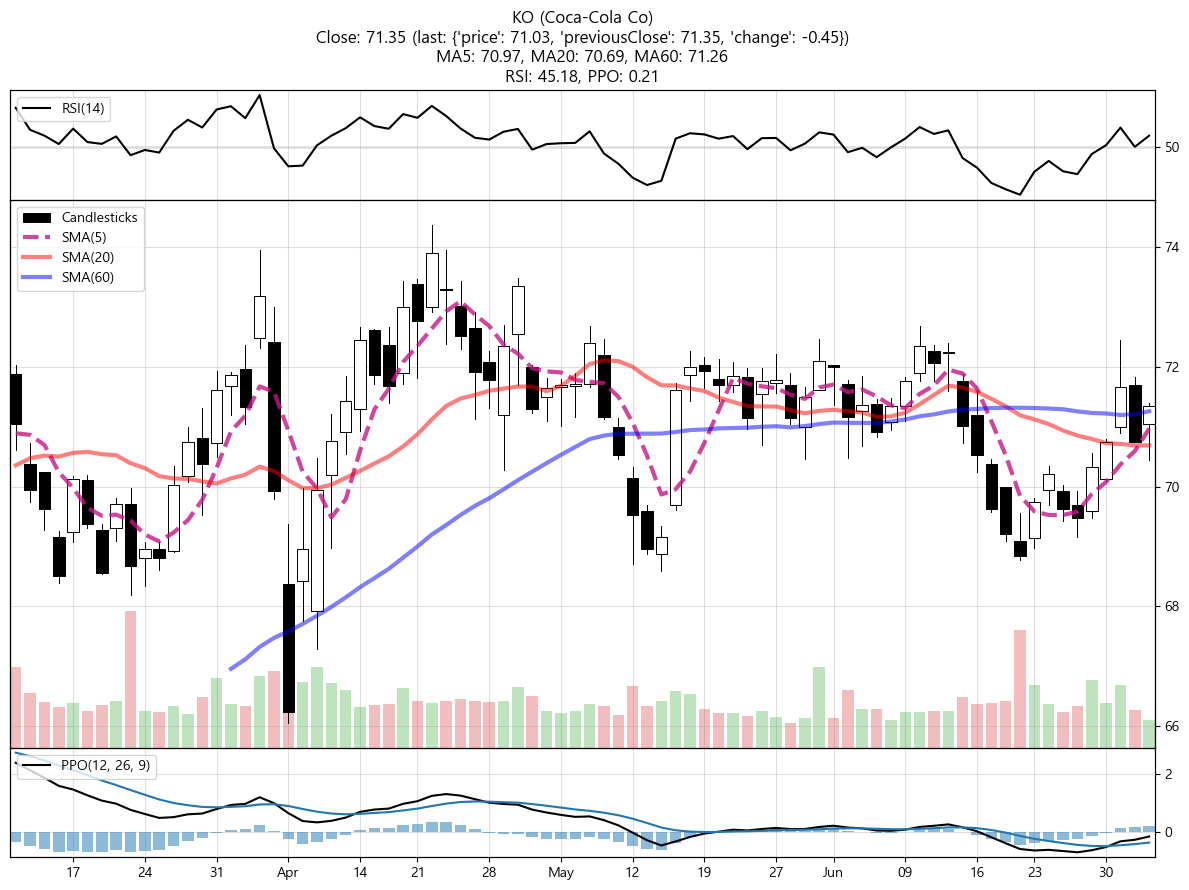 KO (Coca-Cola Co)
Close: 71.35 (last: {'price': 71.03, 'previousClose': 71.35, 'change': -0.45})
MA5: 70.97, MA20: 70.69, MA60: 71.26
RSI: 45.18, PPO: 0.21
RSI(14)
50
Candlesticks
SMA(5)
SMA(20)
SMA(60)
74
72
70
68
66
PPO(12, 26, 9)
2
0
17 24 31 Apr 14 21 28 May 12 19 27 Jun 09 16 23 30